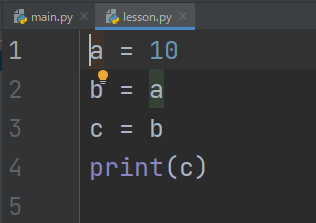 main.py lesson.py
1 a = 10
2 b = a
3 c = b
4 print(c)
5